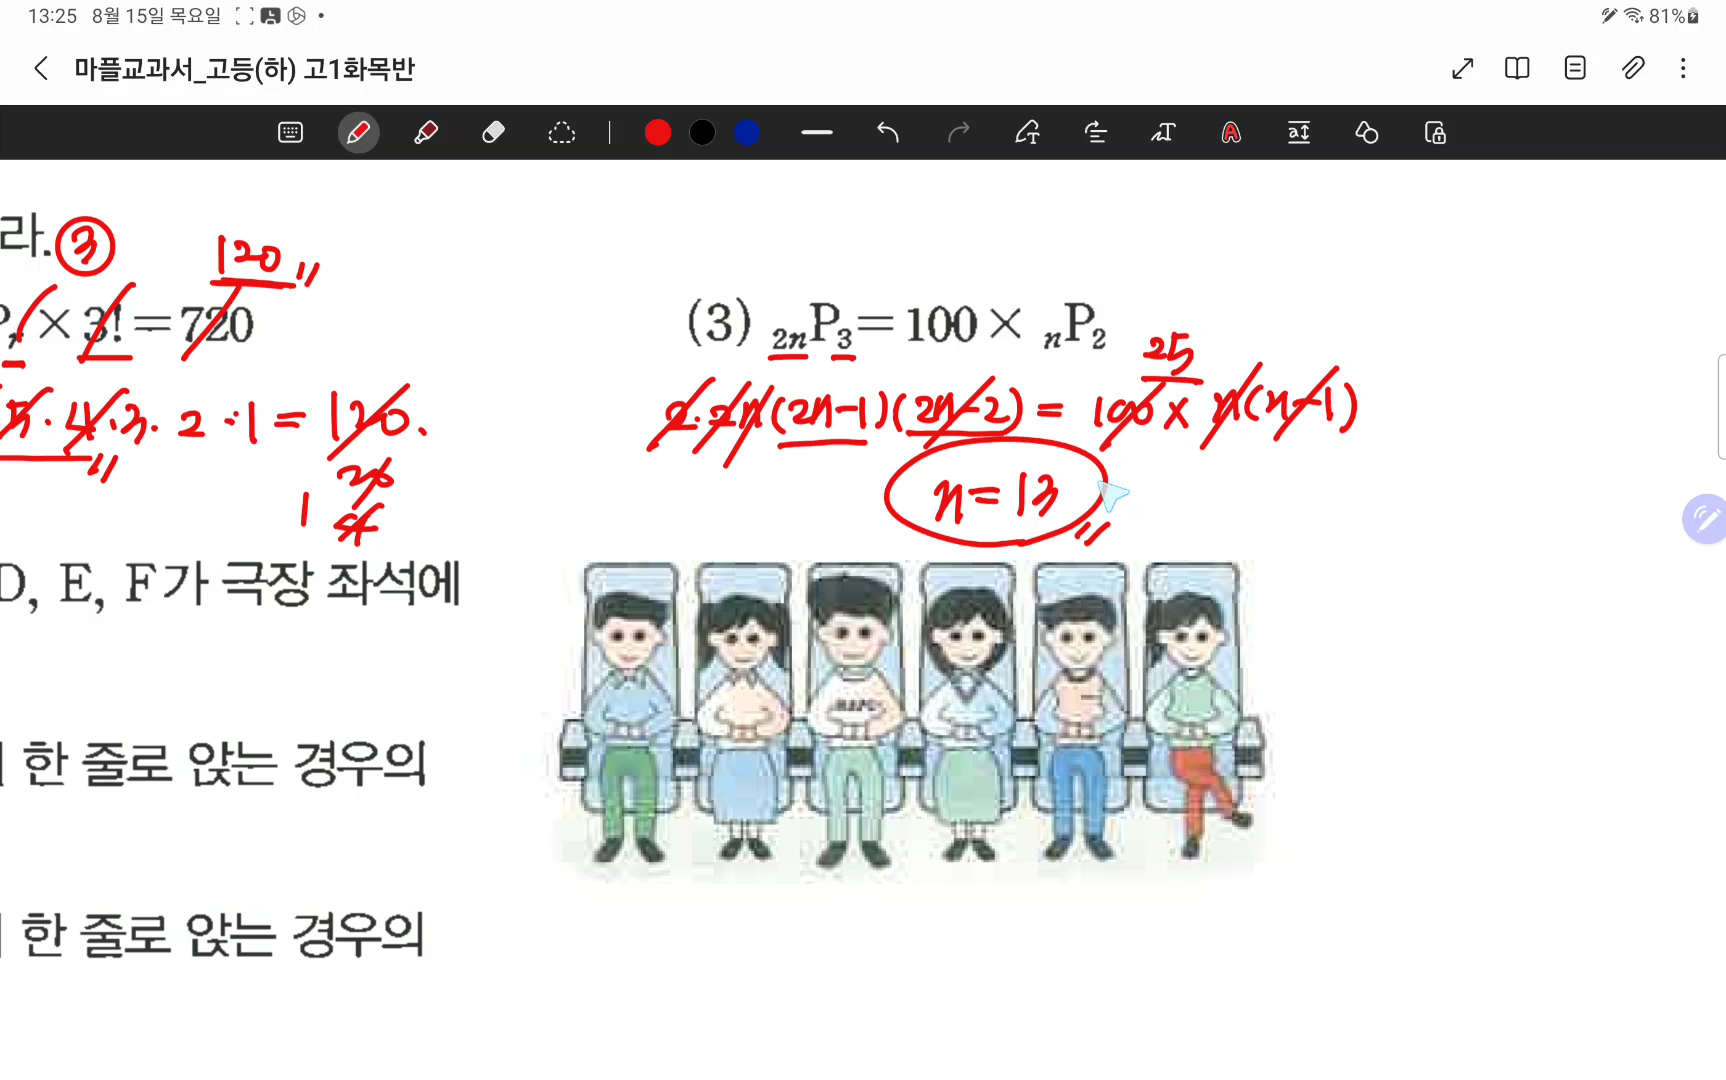 13:25 8월 15일 목요일
81%
마플교과서_고등(하) 고1화목반
라. ③
120
× 3! = 720
5 · 4 · 3 · 2 · 1 = 120.
20
1
(3) 2nP3 = 100 × nP2
25
2 · 2n (2n-1)(2n-2) = 100 × n(n-1)
n = 13
D, E, F가 극장 좌석에
한 줄로 앉는 경우의
한 줄로 앉는 경우의